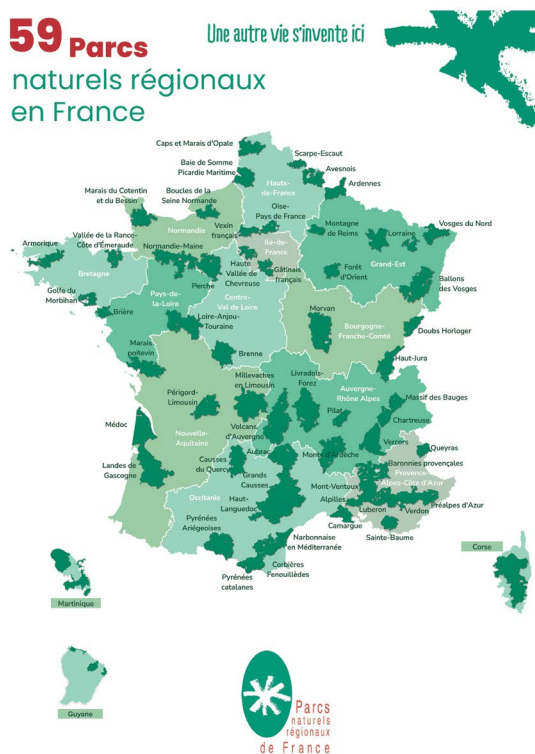 59 Parcs
naturels régionaux
en France
Une autre vie s'invente ici
Caps et Marais d'Opale
Scarpe-Escaut
Baie de Somme
Picardie Maritime
Avesnois
Ardennes
Hauts-
de-France
Marais du Cotentin
et du Bessin
Boucles de la
Seine Normande
Oise-
Pays de France
Vexin
français
Montagne
de Reims
Lorraine
Vosges du Nord
Normandie
Ile-de-
France
Grand-Est
Vallée de la Rance-
Côte d'Émeraude
Armorique
Normandie-Maine
Haute
Vallée de
Chevreuse
Gâtinais
français
Forêt
d'Orient
Ballons
des Vosges
Bretagne
Perche
Golfe du
Morbihan
Pays-de-
la-Loire
Centre-
Val de Loire
Brière
Loire-Anjou-
Touraine
Morvan
Bourgogne-
Franche-Comté
Doubs Horloger
Marais
poitevin
Brenne
Haut-Jura
Millevaches
en Limousin
Livradois-
Forez
Auvergne-
Rhône Alpes
Périgord-
Limousin
Massif des Bauges
Pilat
Chartreuse
Médoc
Volcans
d'Auvergne
Nouvelle-
Aquitaine
Vercors
Queyras
Aubrac
Monts d'Ardèche
Causses
du Quercy
Baronnies provençales
Landes de
Gascogne
Grands
Causses
Provence
Alpes-Côte d'Azur
Mont-Ventoux
Occitanie
Haut-
Languedoc
Alpilles
Luberon
Verdon
Préalpes d'Azur
Pyrénées
Ariégeoises
Camargue
Sainte-Baume
Narbonnaise
en Méditerranée
Corbières
Fenouillèdes
Pyrénées
catalanes
Corse
Martinique
Guyane
Parcs
naturels
régionaux
de France